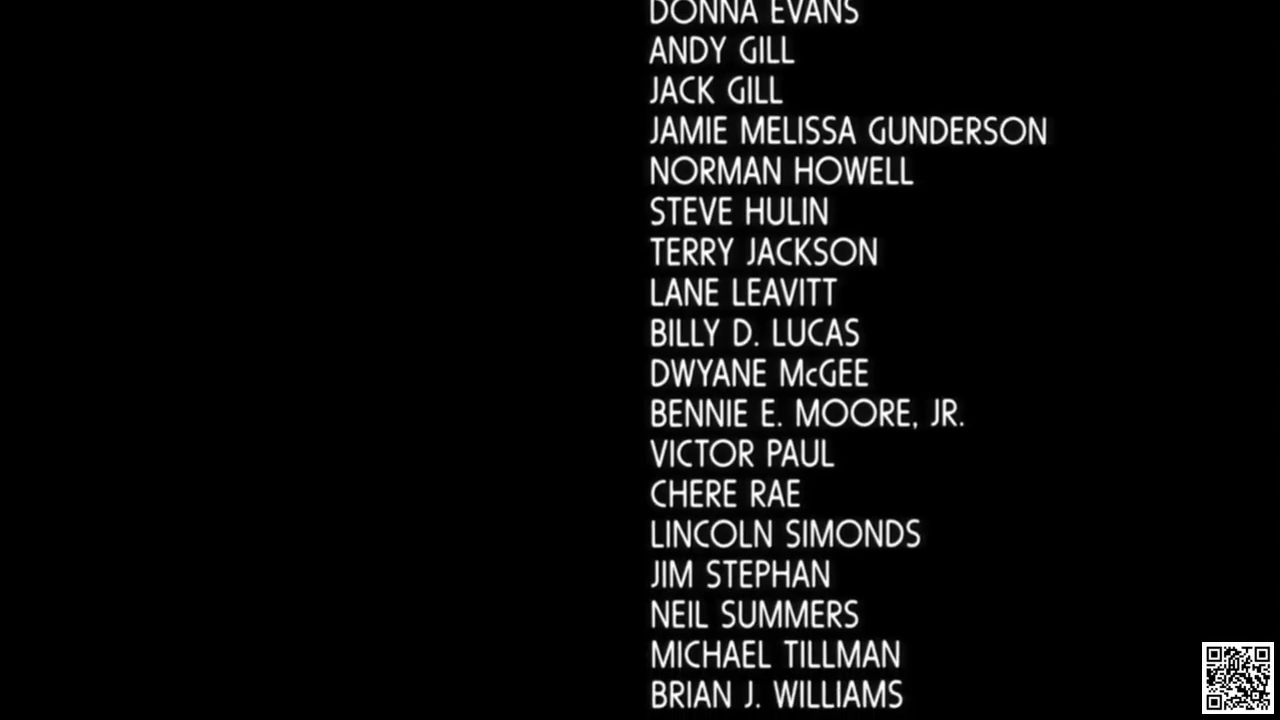 DONNA EVANS
ANDY GILL
JACK GILL
JAMIE MELISSA GUNDERSON
NORMAN HOWELL
STEVE HULIN
TERRY JACKSON
LANE LEAVITT
BILLY D. LUCAS
DWYANE McGEE
BENNIE E. MOORE, JR.
VICTOR PAUL
CHERE RAE
LINCOLN SIMONDS
JIM STEPHAN
NEIL SUMMERS
MICHAEL TILLMAN
BRIAN J. WILLIAMS